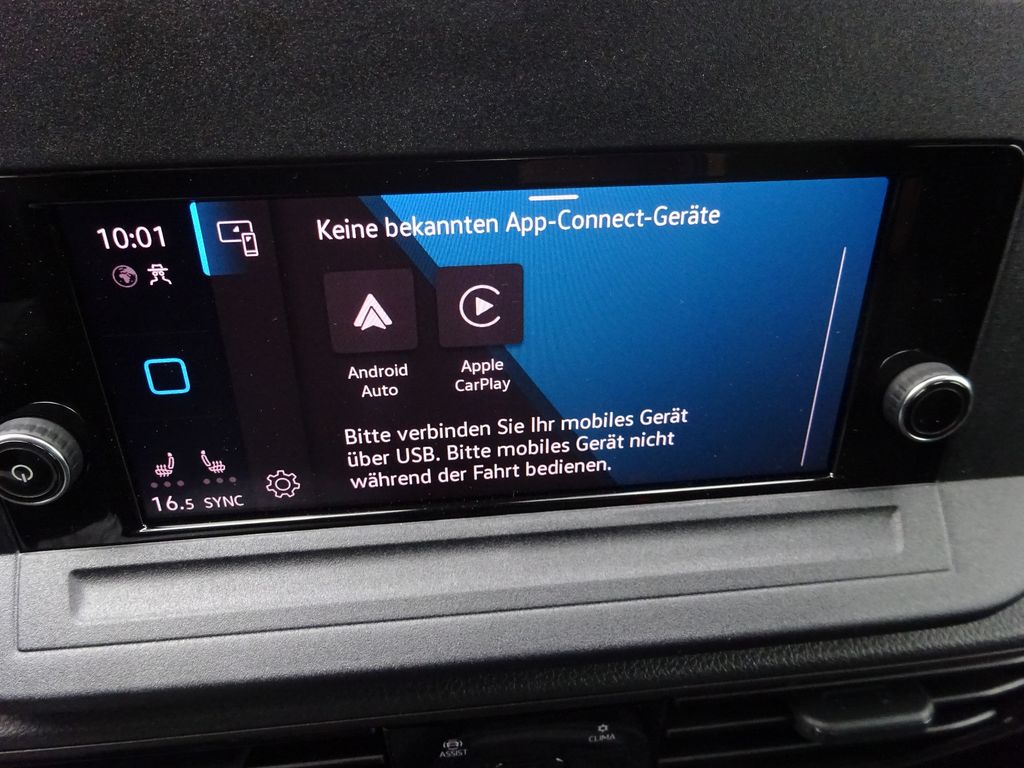 10:01
Keine bekannten App-Connect-Geräte
Android
Auto
Apple
CarPlay
Bitte verbinden Sie Ihr mobiles Gerät
über USB. Bitte mobiles Gerät nicht
während der Fahrt bedienen.
16.5 SYNC
ASSIST
CLIMA